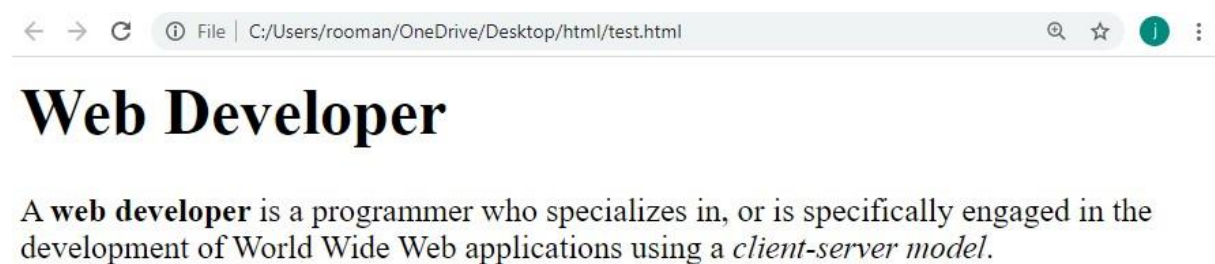 File | C:/Users/rooman/OneDrive/Desktop/html/test.html j
Web Developer
A web developer is a programmer who specializes in, or is specifically engaged in the
development of World Wide Web applications using a client-server model.